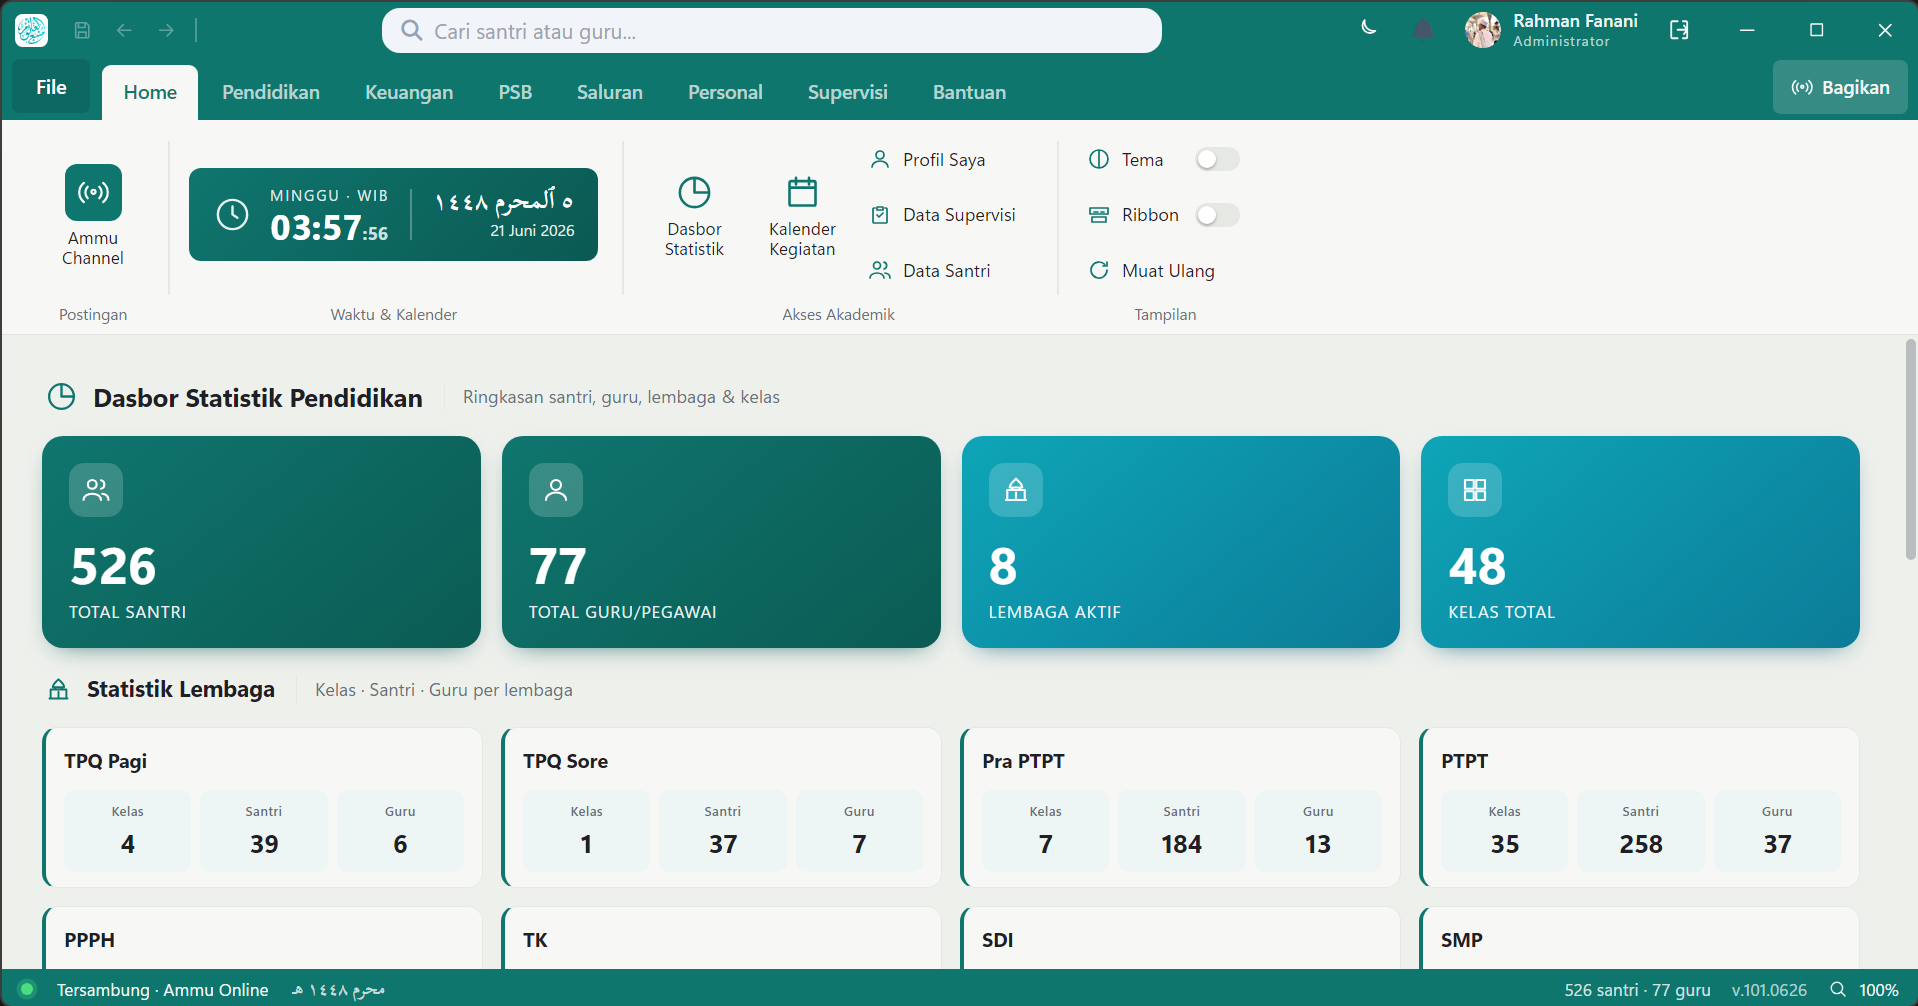 Cari santri atau guru...
Rahman Fanani
Administrator
File
Home
Pendidikan
Keuangan
PSB
Saluran
Personal
Supervisi
Bantuan
Bagikan
Ammu
Channel
Postingan
MINGGU · WIB
03:57:56
٥ ٱلمحرم ١٤٤٨
21 Juni 2026
Waktu & Kalender
Dasbor
Statistik
Kalender
Kegiatan
Profil Saya
Data Supervisi
Data Santri
Akses Akademik
Tema
Ribbon
Muat Ulang
Tampilan
Dasbor Statistik Pendidikan
Ringkasan santri, guru, lembaga & kelas
526
TOTAL SANTRI
77
TOTAL GURU/PEGAWAI
8
LEMBAGA AKTIF
48
KELAS TOTAL
Statistik Lembaga
Kelas · Santri · Guru per lembaga
TPQ Pagi
Kelas
4
Santri
39
Guru
6
TPQ Sore
Kelas
1
Santri
37
Guru
7
Pra PTPT
Kelas
7
Santri
184
Guru
13
PTPT
Kelas
35
Santri
258
Guru
37
PPPH
TK
SDI
SMP
Tersambung · Ammu Online
محرم ١٤٤٨ هـ
526 santri · 77 guru
v.101.0626
100%